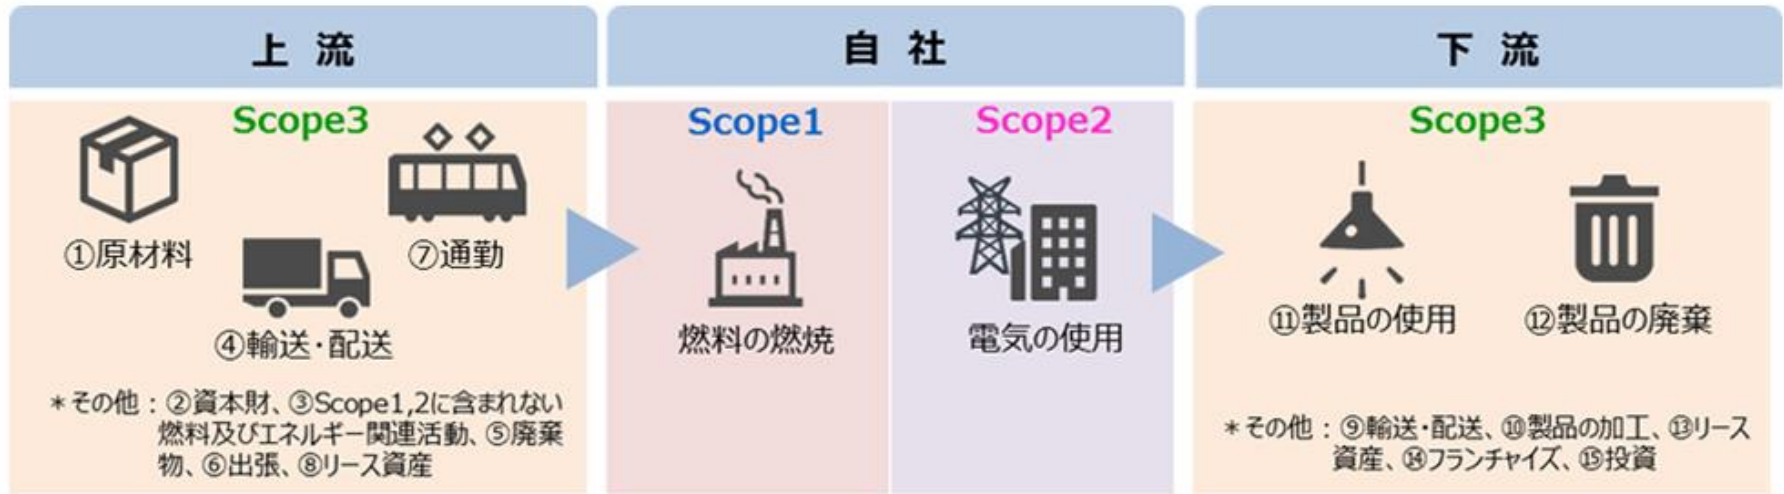 上 流
自 社
下 流
Scope3
①原材料
⑦通勤
④輸送・配送
＊その他：②資本財、③Scope1,2に含まれない
燃料及びエネルギー関連活動、⑤廃棄
物、⑥出張、⑧リース資産
Scope1
燃料の燃焼
Scope2
電気の使用
Scope3
⑪製品の使用
⑫製品の廃棄
＊その他：⑨輸送・配送、⑩製品の加工、⑬リース
資産、⑭フランチャイズ、⑮投資